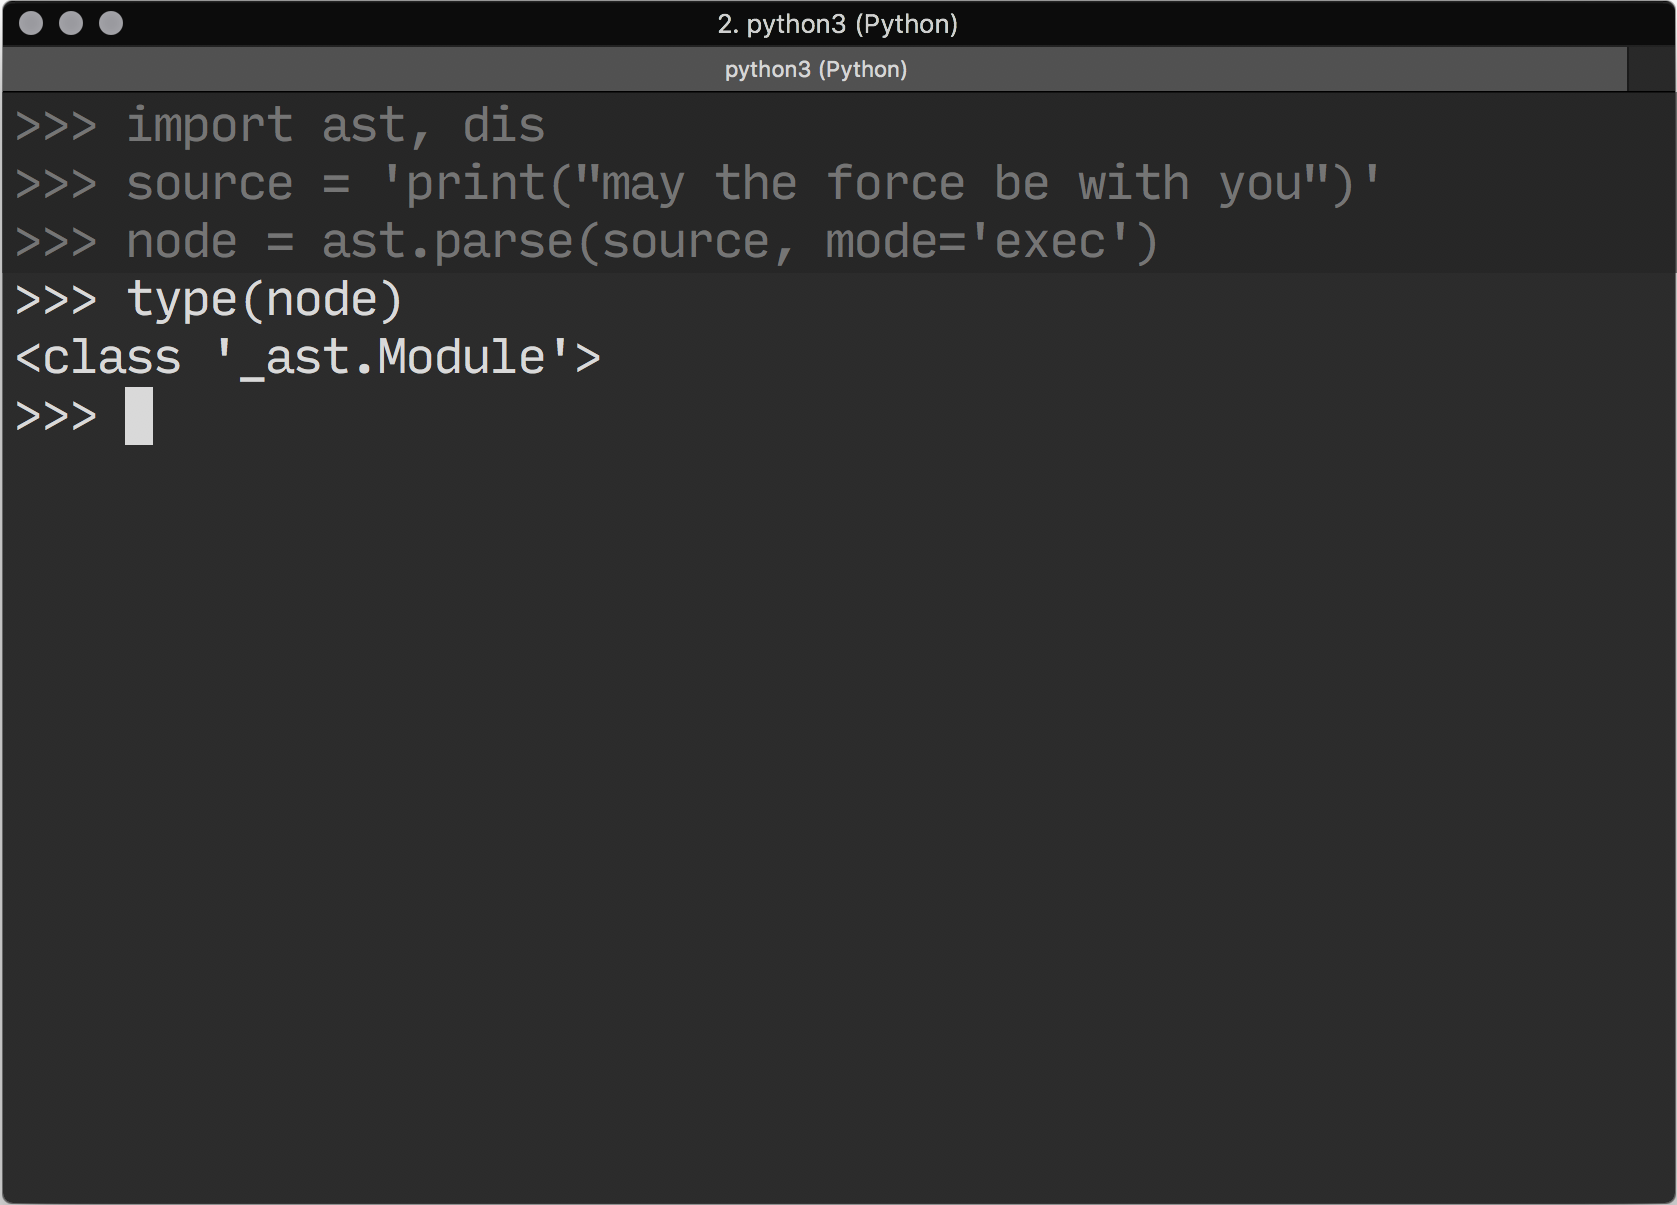 2. python3 (Python)
python3 (Python)
>>> import ast, dis
>>> source = 'print("may the force be with you")'
>>> node = ast.parse(source, mode='exec')
>>> type(node)
<class '_ast.Module'>
>>>